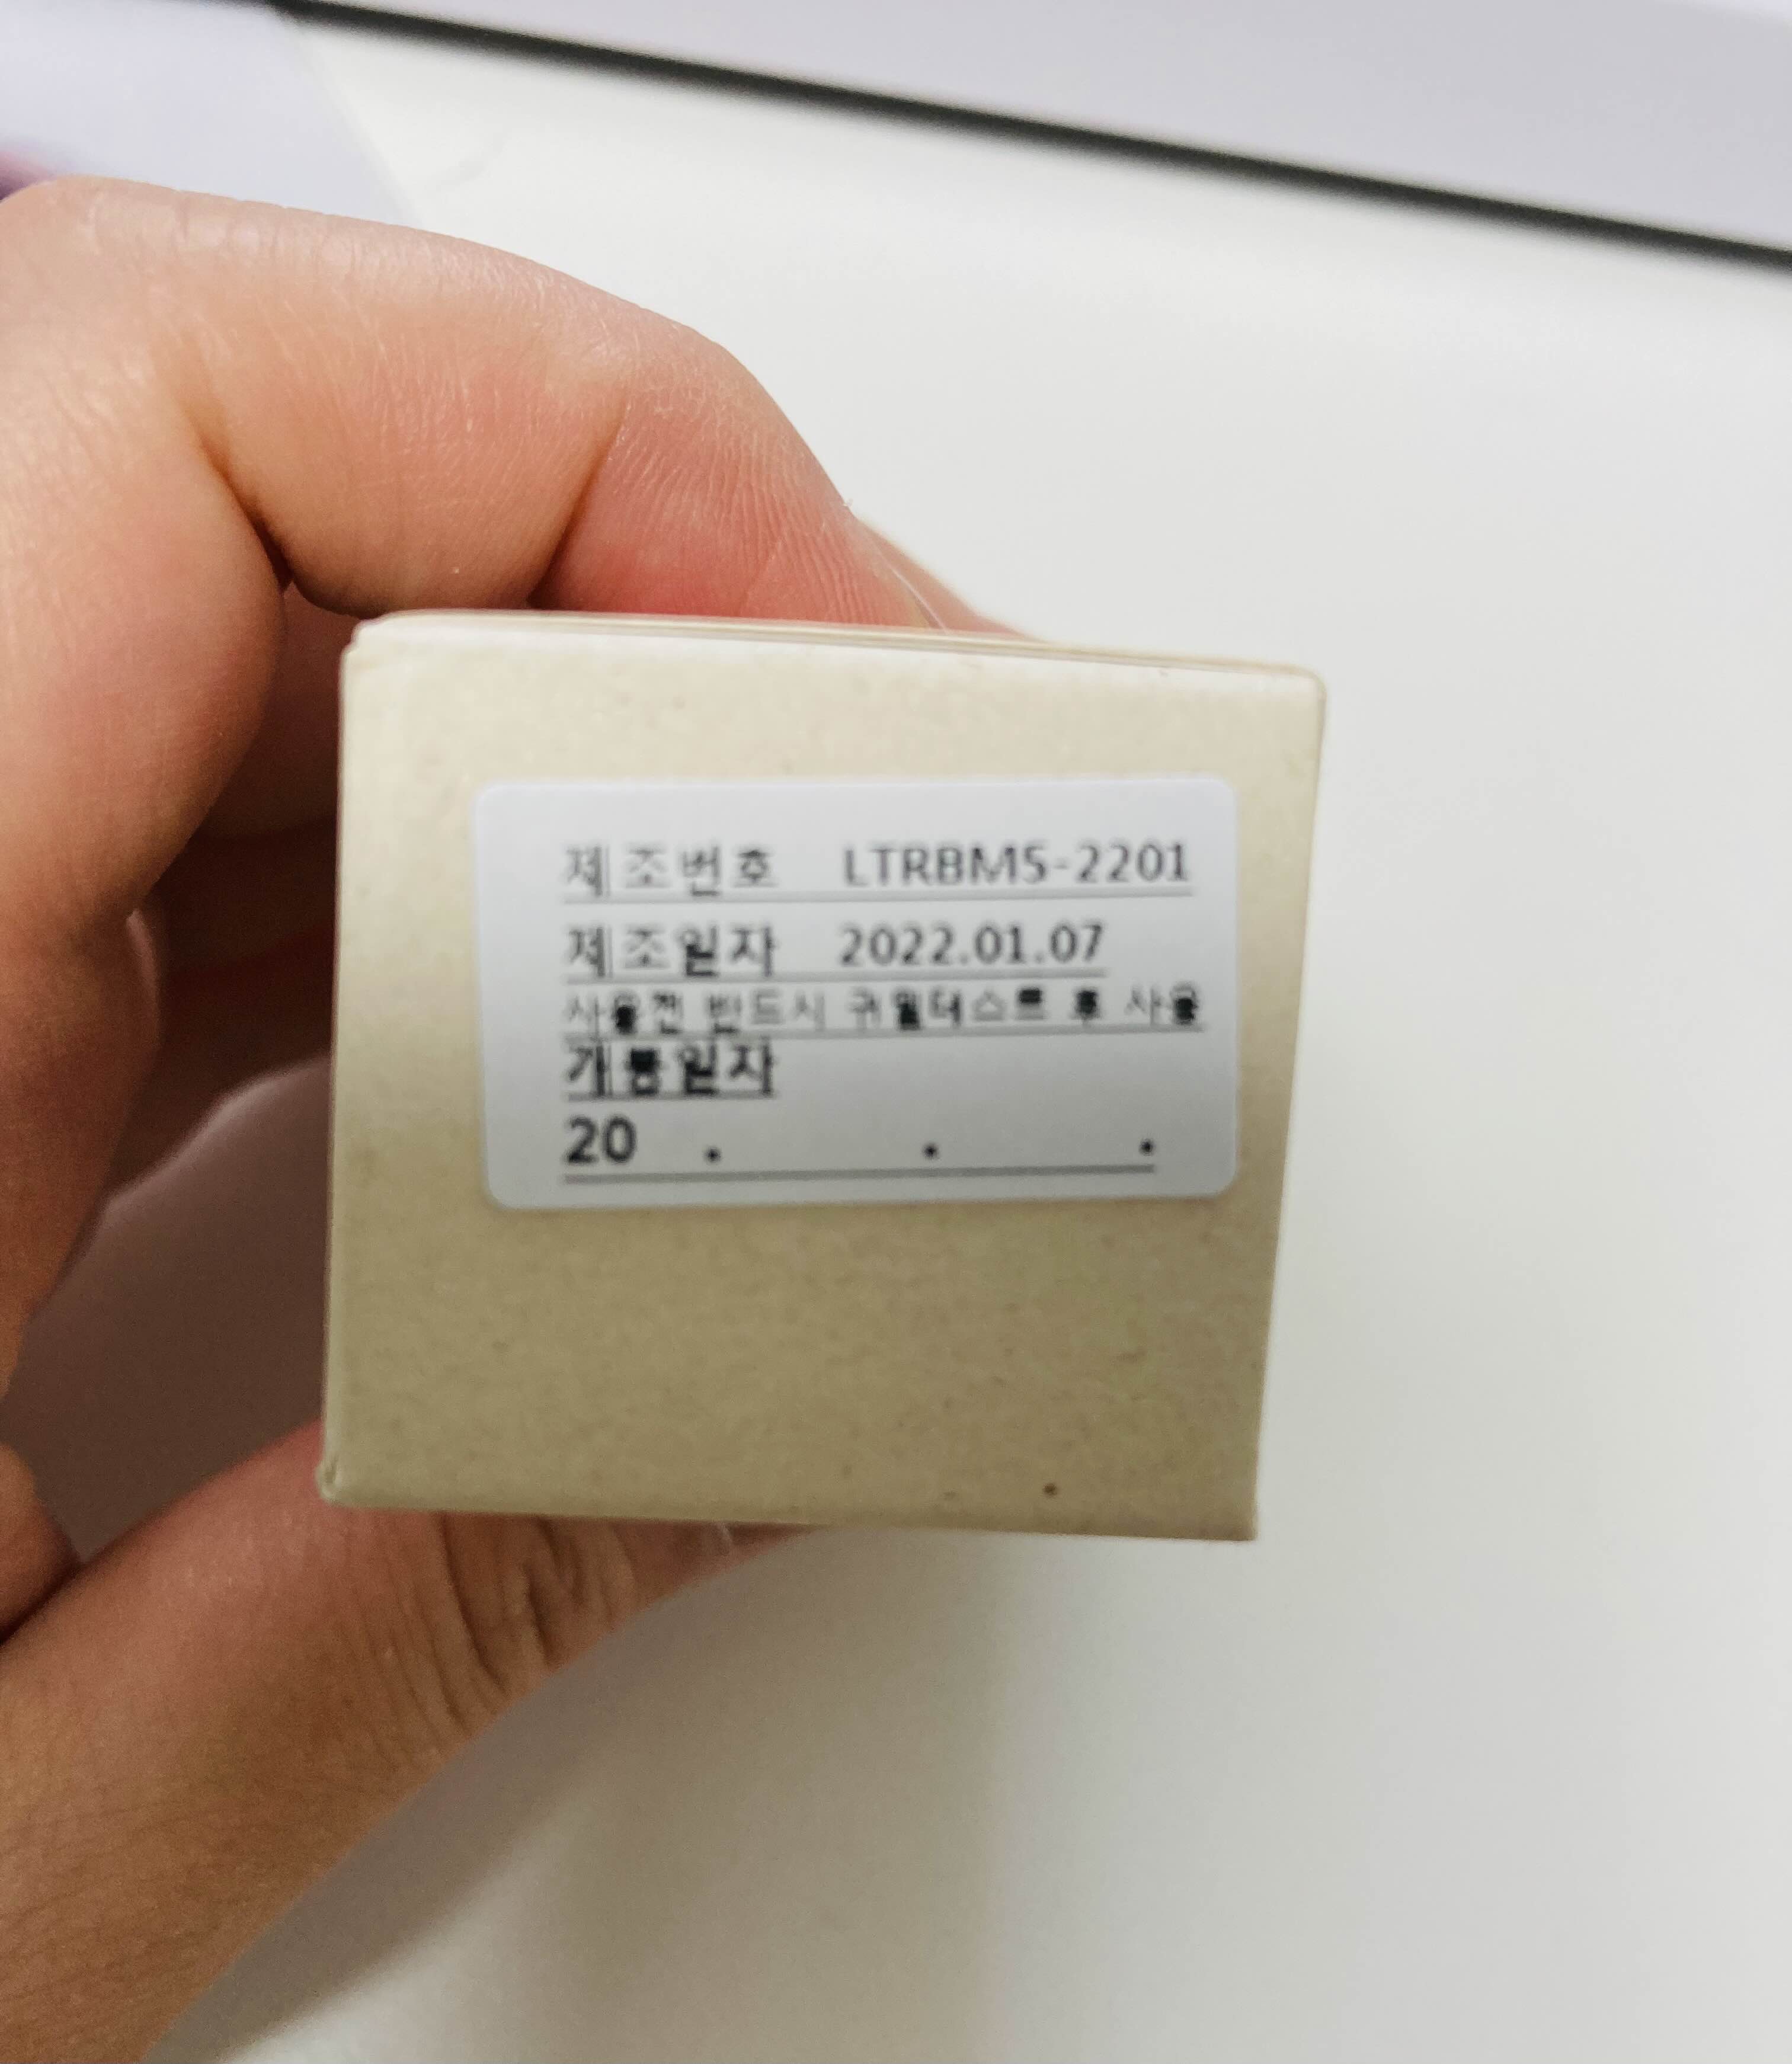 제조번호 LTRBM5-2201
제조일자 2022.01.07
사용전 반드시 귀밑테스트 후 사용
개봉일자
20 . . .